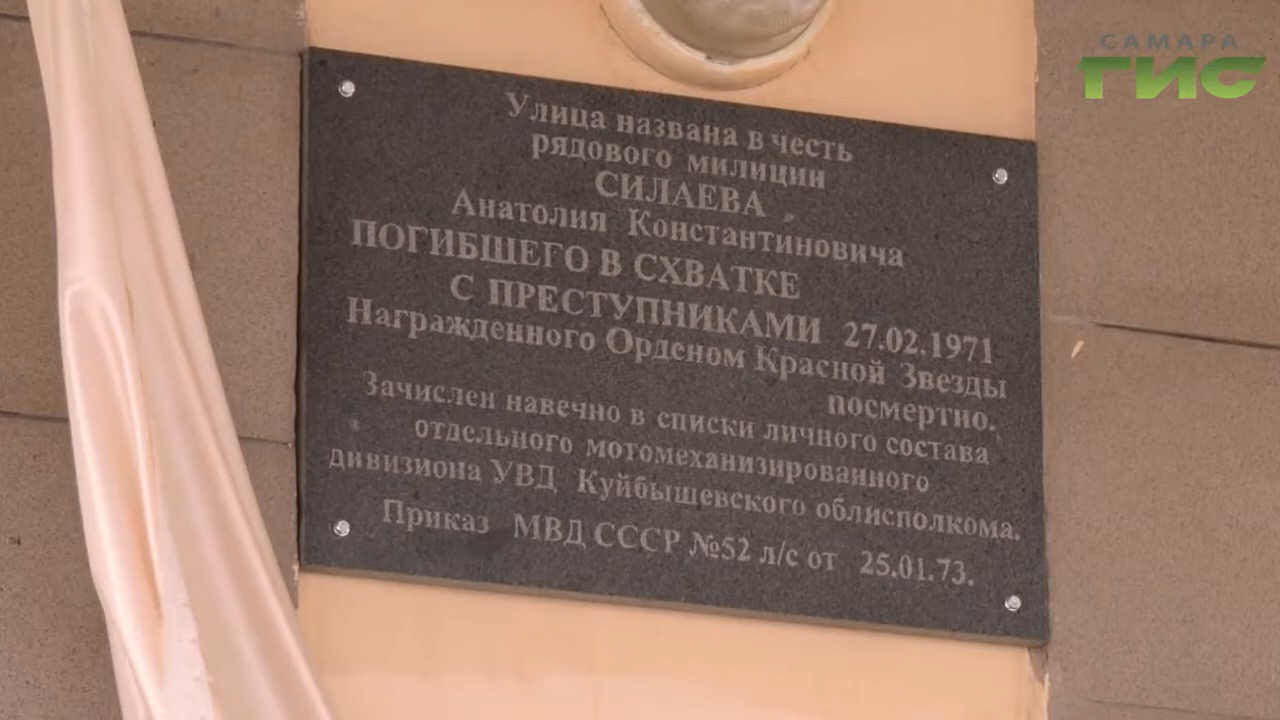 САМАРА
ГИС
Улица названа в честь
рядового милиции
СИЛАЕВА
Анатолия Константиновича
ПОГИБШЕГО В СХВАТКЕ
С ПРЕСТУПНИКАМИ 27.02.1971
Награжденного Орденом Красной Звезды
посмертно.
Зачислен навечно в списки личного состава
отдельного мотомеханизированного
дивизиона УВД Куйбышевского облисполкома.
Приказ МВД СССР №52 л/с от 25.01.73.